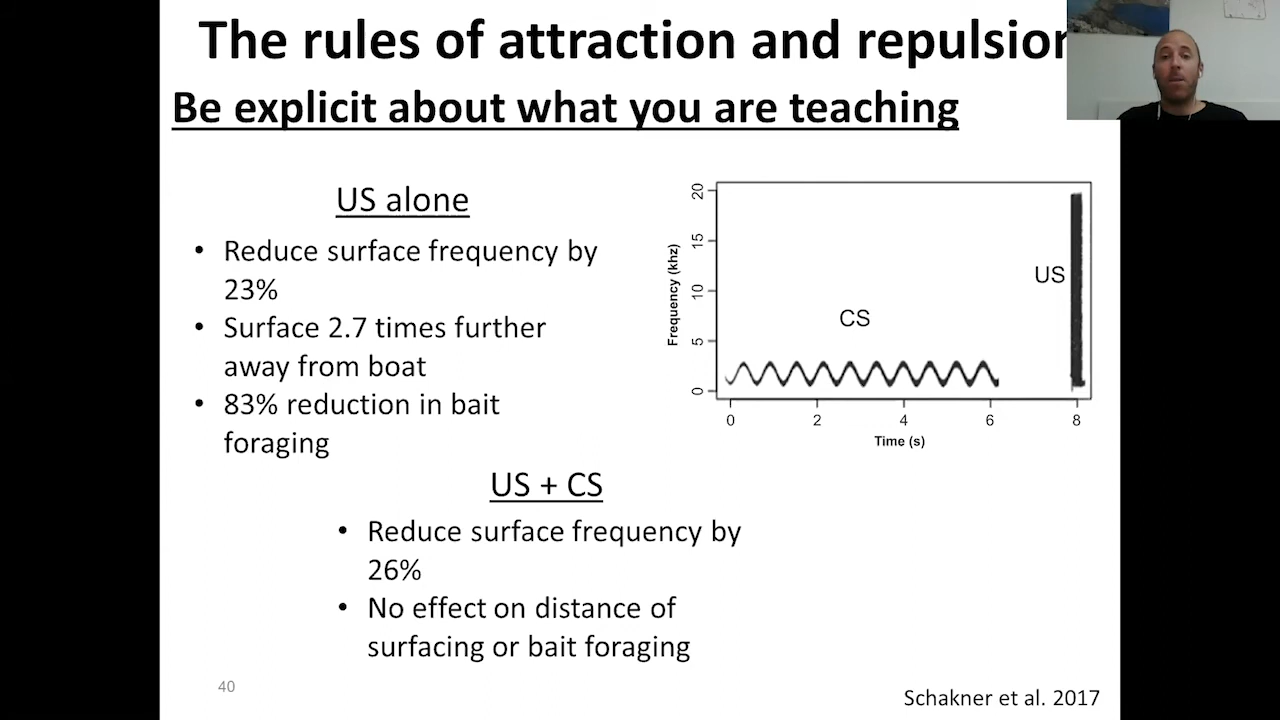 The rules of attraction and repulsion
Be explicit about what you are teaching
US alone
• Reduce surface frequency by
23%
• Surface 2.7 times further
away from boat
• 83% reduction in bait
foraging
20
15
10
5
0
Frequency (khz)
CS
US
0 2 4 6 8
Time (s)
US + CS
• Reduce surface frequency by
26%
• No effect on distance of
surfacing or bait foraging
40
Schakner et al. 2017